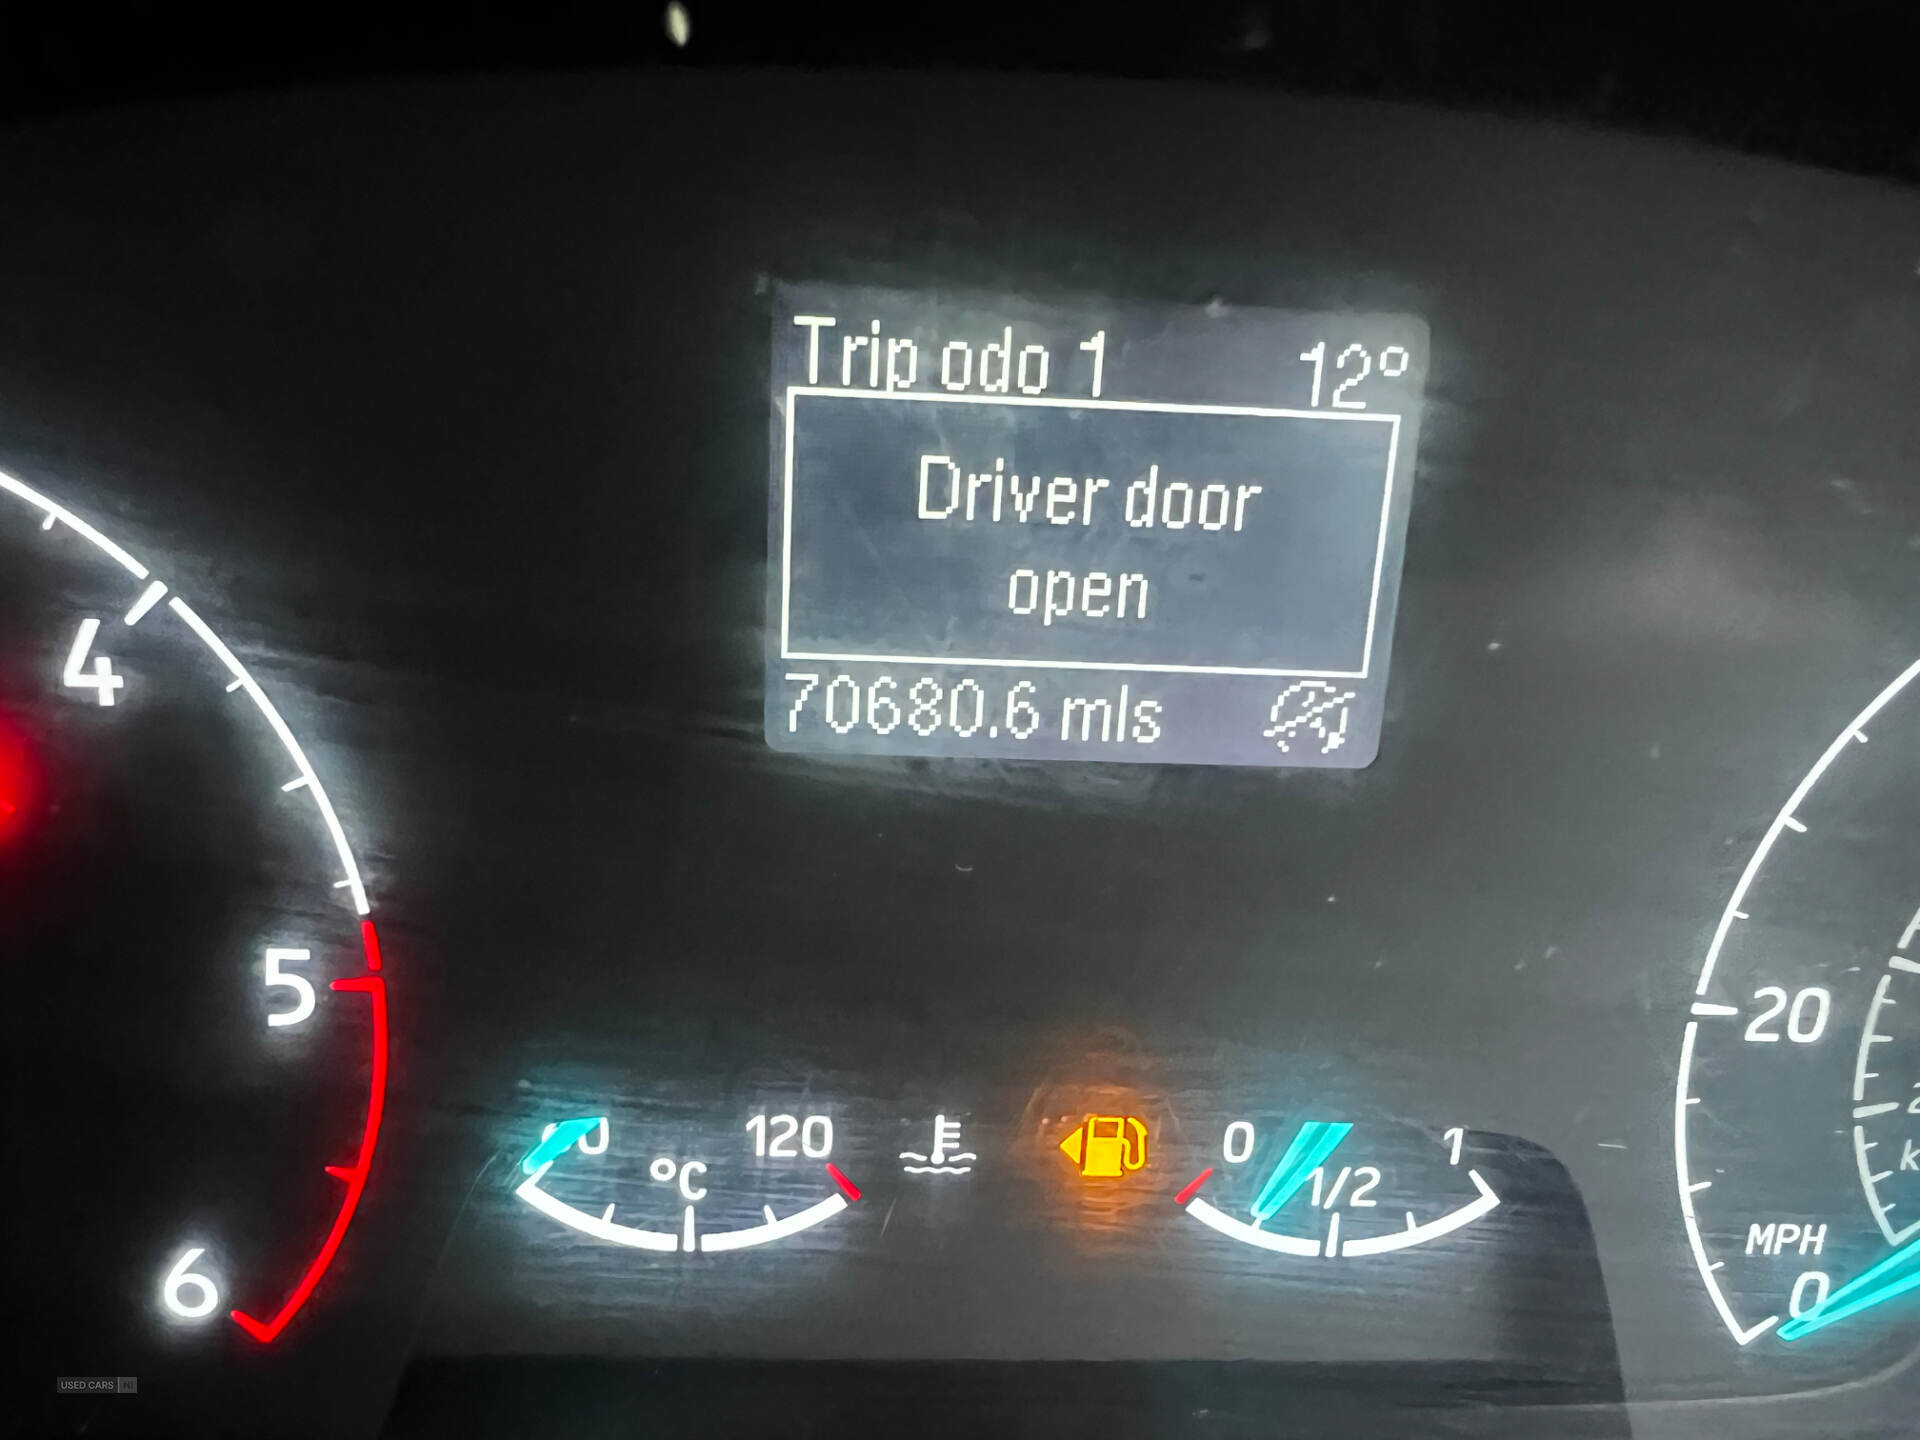 Trip odo 1 12°
Driver door
open
70680.6 mls
4
5
6
120
°C
0
1/2
1
20
MPH
0
USED CARS NI